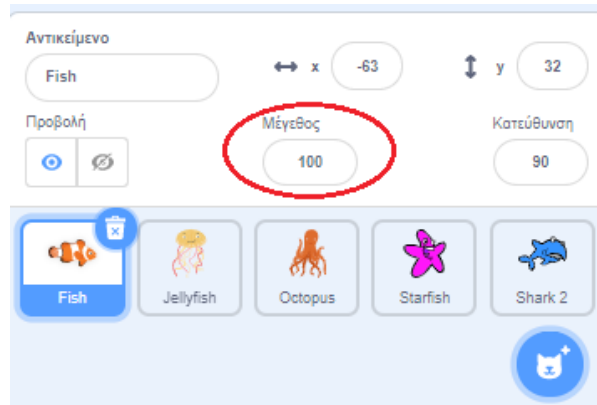 Αντικείμενο
Fish
x -63
y 32
Προβολή
Μέγεθος
Κατεύθυνση
100
90
Fish
Jellyfish
Octopus
Starfish
Shark 2